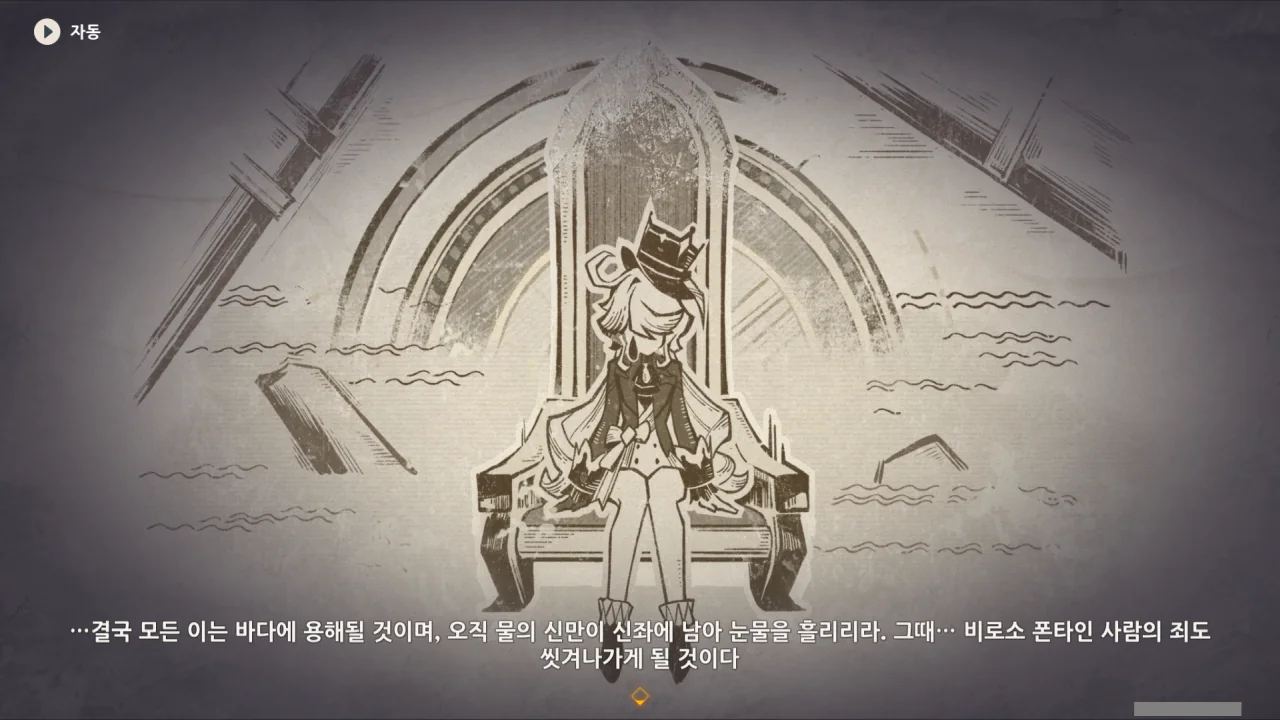 자동
…결국 모든 이는 바다에 용해될 것이며, 오직 물의 신만이 신좌에 남아 눈물을 흘리리라. 그때… 비로소 폰타인 사람의 죄도
씻겨나가게 될 것이다